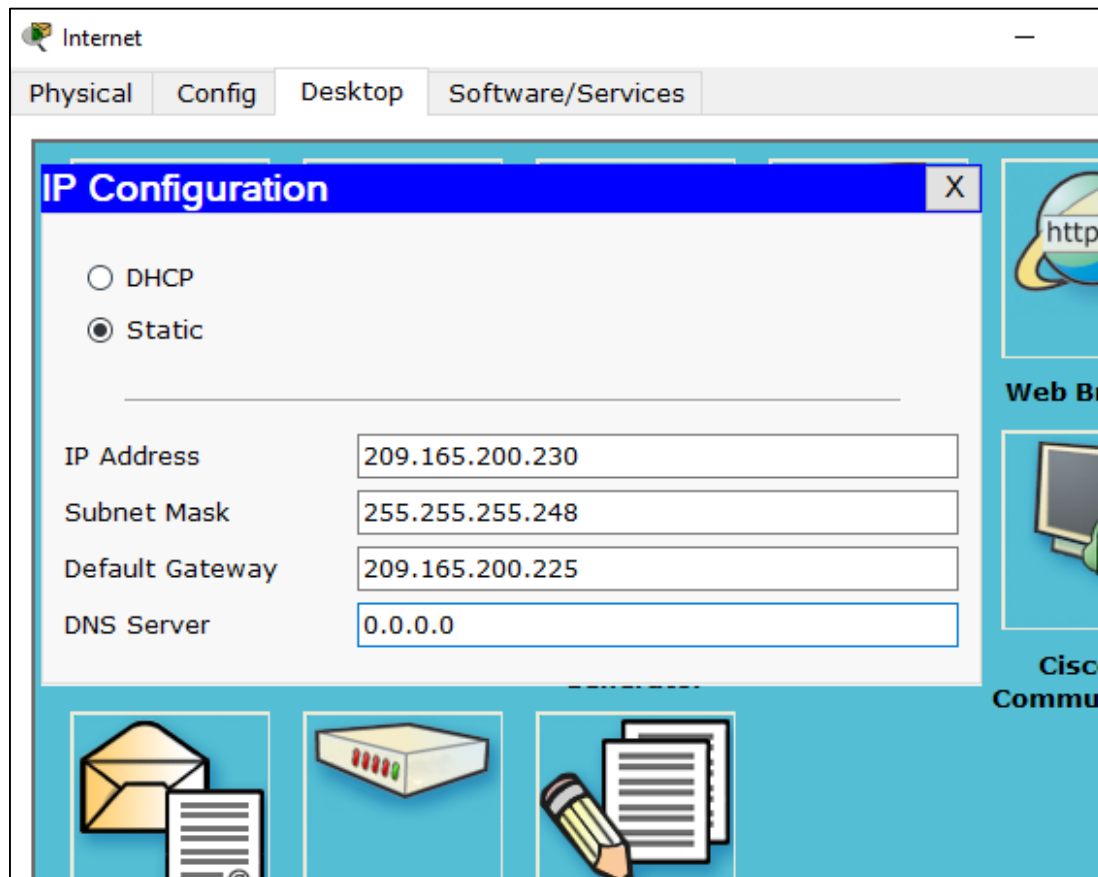 Internet
Physical Config Desktop Software/Services
IP Configuration X
http
DHCP
Static
Web Br
IP Address 209.165.200.230
Subnet Mask 255.255.255.248
Default Gateway 209.165.200.225
DNS Server 0.0.0.0
Cisc
Commu
@